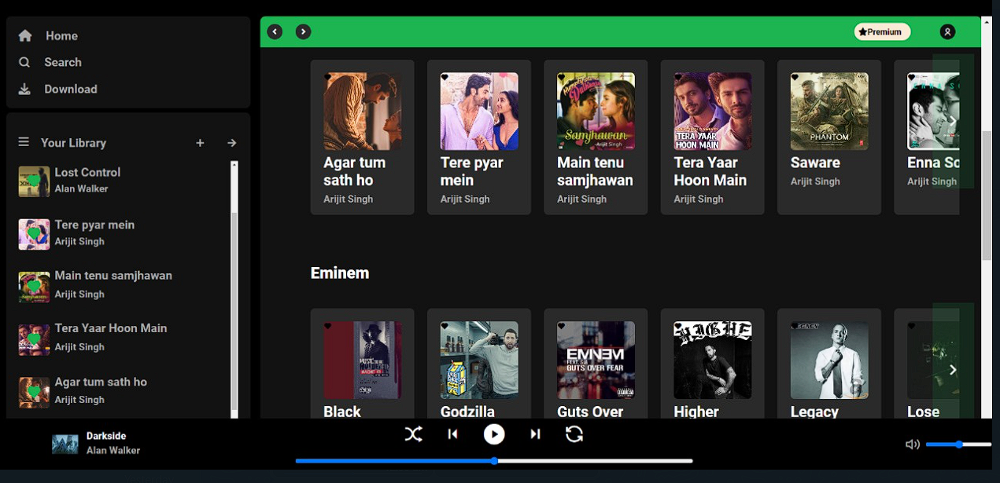 Home
Search
Download
Your Library
Lost Control
Alan Walker
Tere pyar mein
Arijit Singh
Main tenu samjhawan
Arijit Singh
Tera Yaar Hoon Main
Arijit Singh
Agar tum sath ho
Arijit Singh
Premium
Agar tum
sath ho
Arijit Singh
Tere pyar
mein
Arijit Singh
Samjhawan
Arijit Singh
Main tenu
samjhawan
Arijit Singh
TERA YAAR
HOON MAIN
Tera Yaar
Hoon Main
Arijit Singh
PHANTOM
Saware
Arijit Singh
Enna So
Arijit Singh
Eminem
Black
Godzilla
EMINEM
FEAT. SIA
GUTS OVER FEAR
Guts Over
Higher
LEGACY
Legacy
Lose
Darkside
Alan Walker